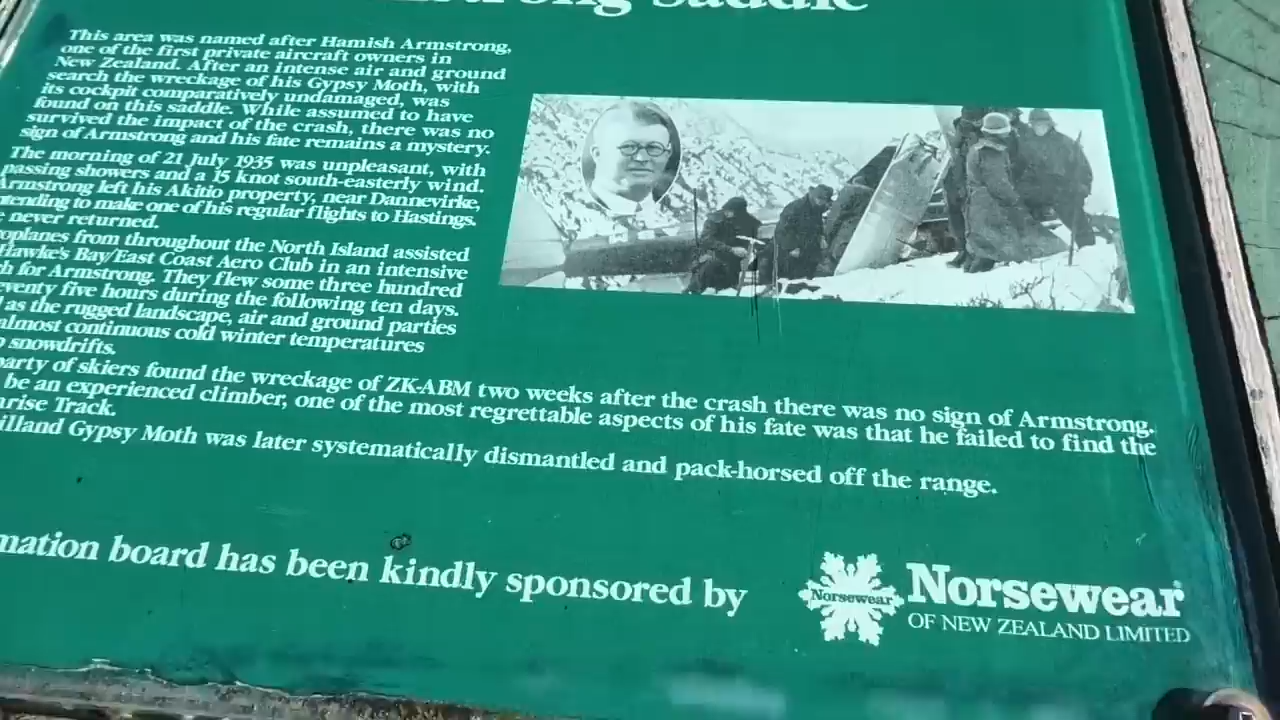 Saddle
This area was named after Hamish Armstrong,
one of the first private aircraft owners in
New Zealand. After an intense air and ground
search the wreckage of his Gypsy Moth, with
its cockpit comparatively undamaged, was
found on this saddle. While assumed to have
survived the impact of the crash, there was no
sign of Armstrong and his fate remains a mystery.
The morning of 21 July 1935 was unpleasant, with
passing showers and a 15 knot south-easterly wind.
Armstrong left his Akitio property, near Dannevirke,
ntending to make one of his regular flights to Hastings.
e never returned.
roplanes from throughout the North Island assisted
Hawke's Bay/East Coast Aero Club in an intensive
h for Armstrong. They flew some three hundred
eventy five hours during the following ten days.
as the rugged landscape, air and ground parties
almost continuous cold winter temperatures
snowdrifts.
party of skiers found the wreckage of ZK-ABM two weeks after the crash there was no sign of Armstrong.
be an experienced climber, one of the most regrettable aspects of his fate was that he failed to find the
nrise Track.
illand Gypsy Moth was later systematically dismantled and pack-horsed off the range.
mation board has been kindly sponsored by
Norsewear
Norsewear
OF NEW ZEALAND LIMITED